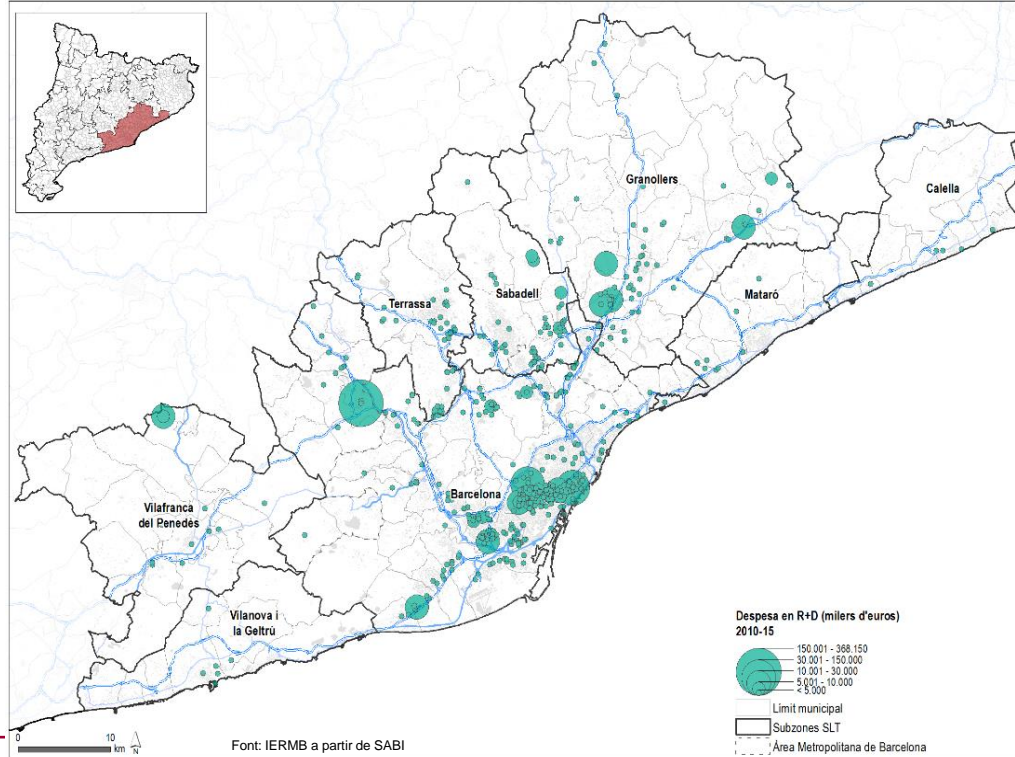 Granollers
Calella
Sabadell
Terrassa
Mataró
Barcelona
Vilafranca
del Penedès
Vilanova i
la Geltrú
Despesa en R+D (milers d'euros)
2010-15
150.001 - 368.150
30.001 - 150.000
10.001 - 30.000
5.001 - 10.000
< 5.000
Límit municipal
Subzones SLT
Àrea Metropolitana de Barcelona
0 10
km N
Font: IERMB a partir de SABI